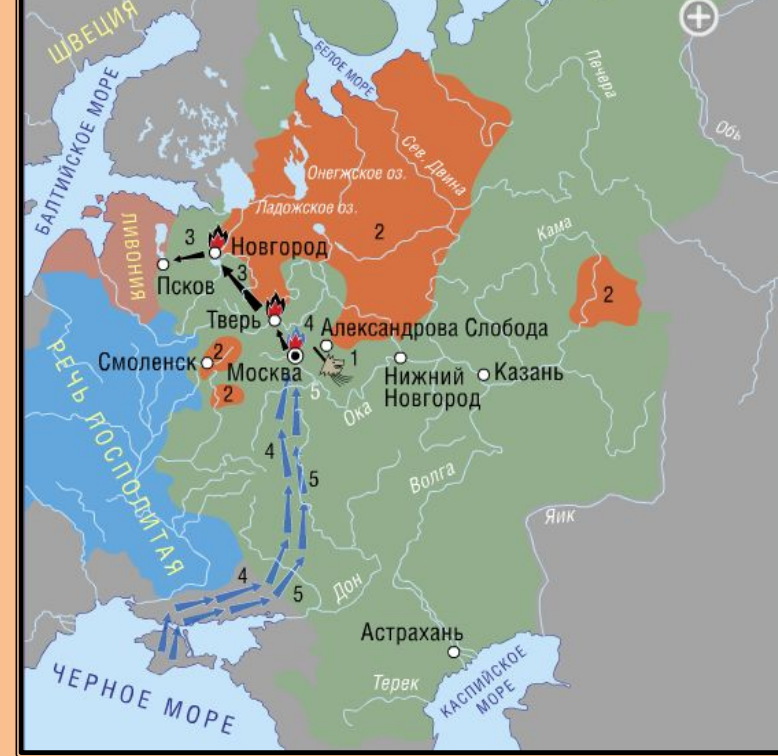 ШВЕЦИЯ
БЕЛОЕ МОРЕ
Печера
Обь
БАЛТИЙСКОЕ МОРЕ
Сев. Двина
Онегжское оз.
Ладожское оз.
2
Кама
ЛИВОНИЯ
3
Новгород
3
Псков
2
Тверь
4
Александрова Слобода
Смоленск
2
Москва
1
Нижний
Новгород
Казань
2
5
Ока
РЕЧЬ ПОСПОЛИТАЯ
4
5
Волга
Яик
4
5
Дон
Астрахань
ЧЕРНОЕ МОРЕ
Терек
КАСПИЙСКОЕ
МОРЕ